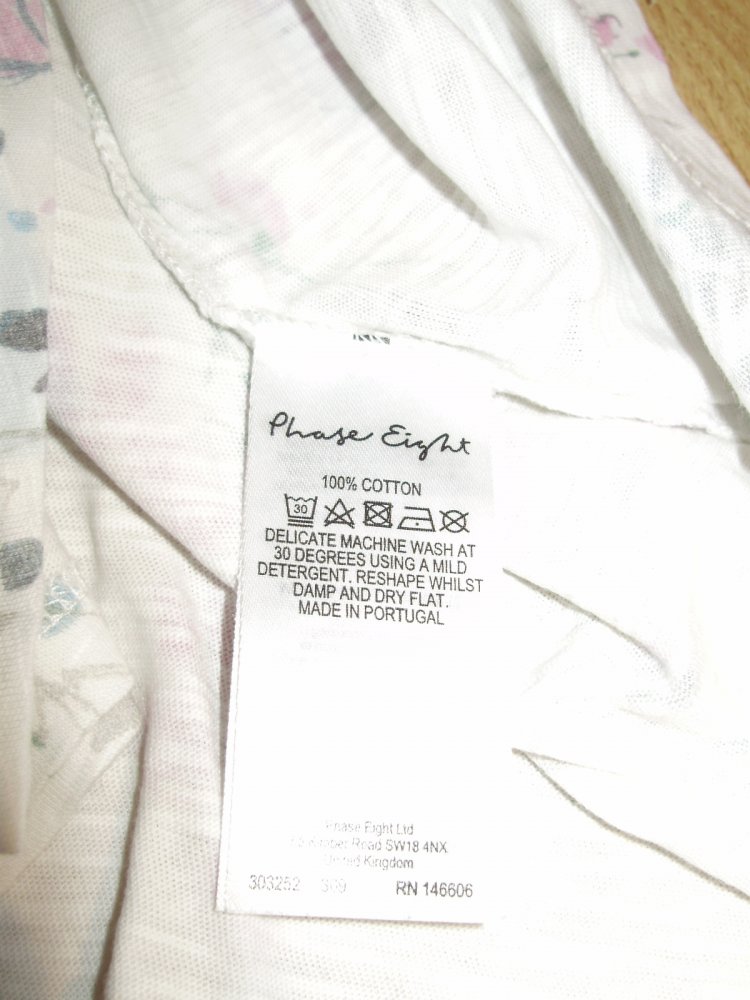 Phase Eight
100% COTTON
30
DELICATE MACHINE WASH AT
30 DEGREES USING A MILD
DETERGENT. RESHAPE WHILST
DAMP AND DRY FLAT.
MADE IN PORTUGAL
Phase Eight Ltd
Road SW18 4NX
United Kingdom
303252 RN 146606